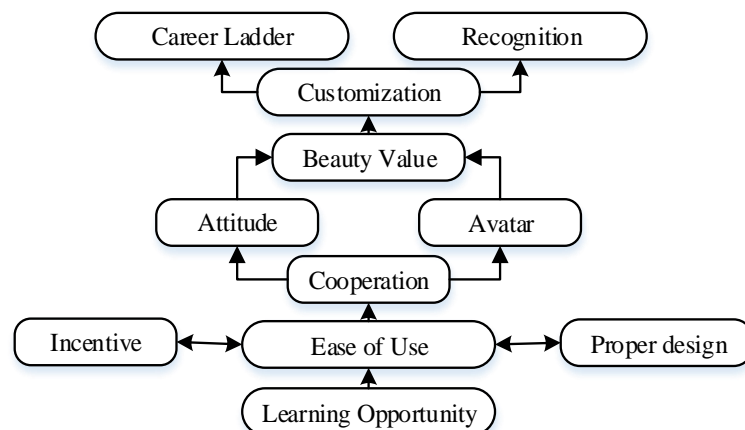 Career Ladder
Recognition
Customization
Beauty Value
Attitude
Avatar
Cooperation
Incentive
Ease of Use
Proper design
Learning Opportunity